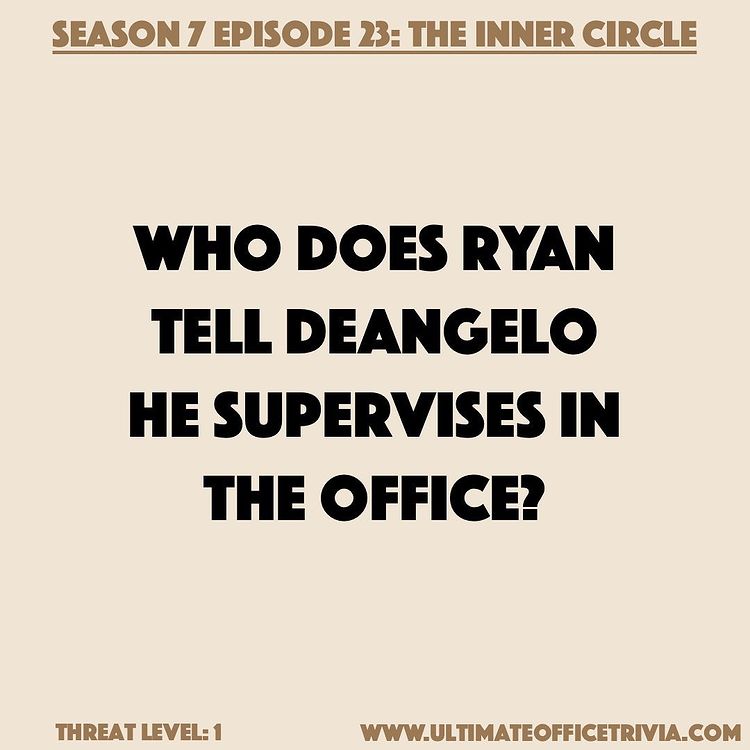 SEASON 7 EPISODE 23: THE INNER CIRCLE
WHO DOES RYAN
TELL DEANGELO
HE SUPERVISES IN
THE OFFICE?
THREAT LEVEL: 1
WWW.ULTIMATEOFFICETRIVIA.COM